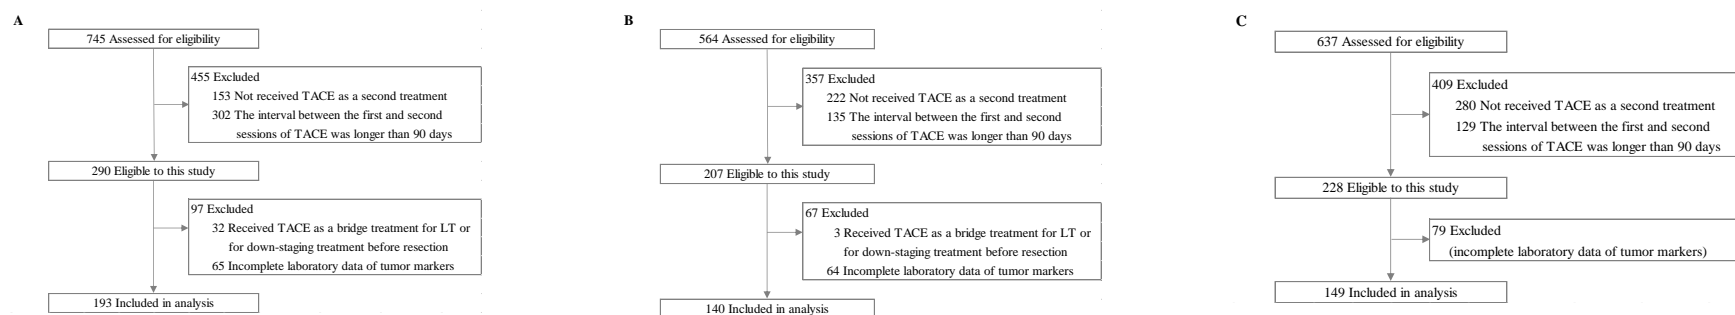 A
745 Assessed for eligibility
455 Excluded
153 Not received TACE as a second treatment
302 The interval between the first and second
sessions of TACE was longer than 90 days
290 Eligible to this study
97 Excluded
32 Received TACE as a bridge treatment for LT or
for down-staging treatment before resection
65 Incomplete laboratory data of tumor markers
193 Included in analysis
B
564 Assessed for eligibility
357 Excluded
222 Not received TACE as a second treatment
135 The interval between the first and second
sessions of TACE was longer than 90 days
207 Eligible to this study
67 Excluded
3 Received TACE as a bridge treatment for LT or
for down-staging treatment before resection
64 Incomplete laboratory data of tumor markers
140 Included in analysis
C
637 Assessed for eligibility
409 Excluded
280 Not received TACE as a second treatment
129 The interval between the first and second
sessions of TACE was longer than 90 days
228 Eligible to this study
79 Excluded
(incomplete laboratory data of tumor markers)
149 Included in analysis